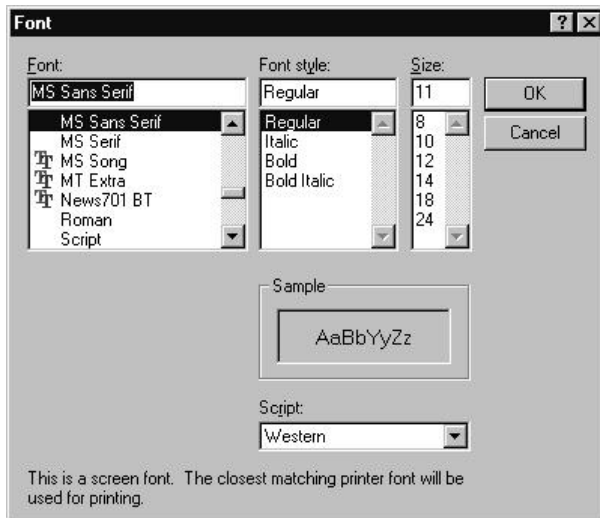 Font
Font: Font style: Size:
MS Sans Serif Regular 11 OK
MS Sans Serif Regular 8 Cancel
MS Serif Italic 10
MS Song Bold 12
MT Extra Bold Italic 14
News701 BT 18
Roman 24
Script
Sample
AaBbYyZz
Script:
Western
This is a screen font. The closest matching printer font will be
used for printing.